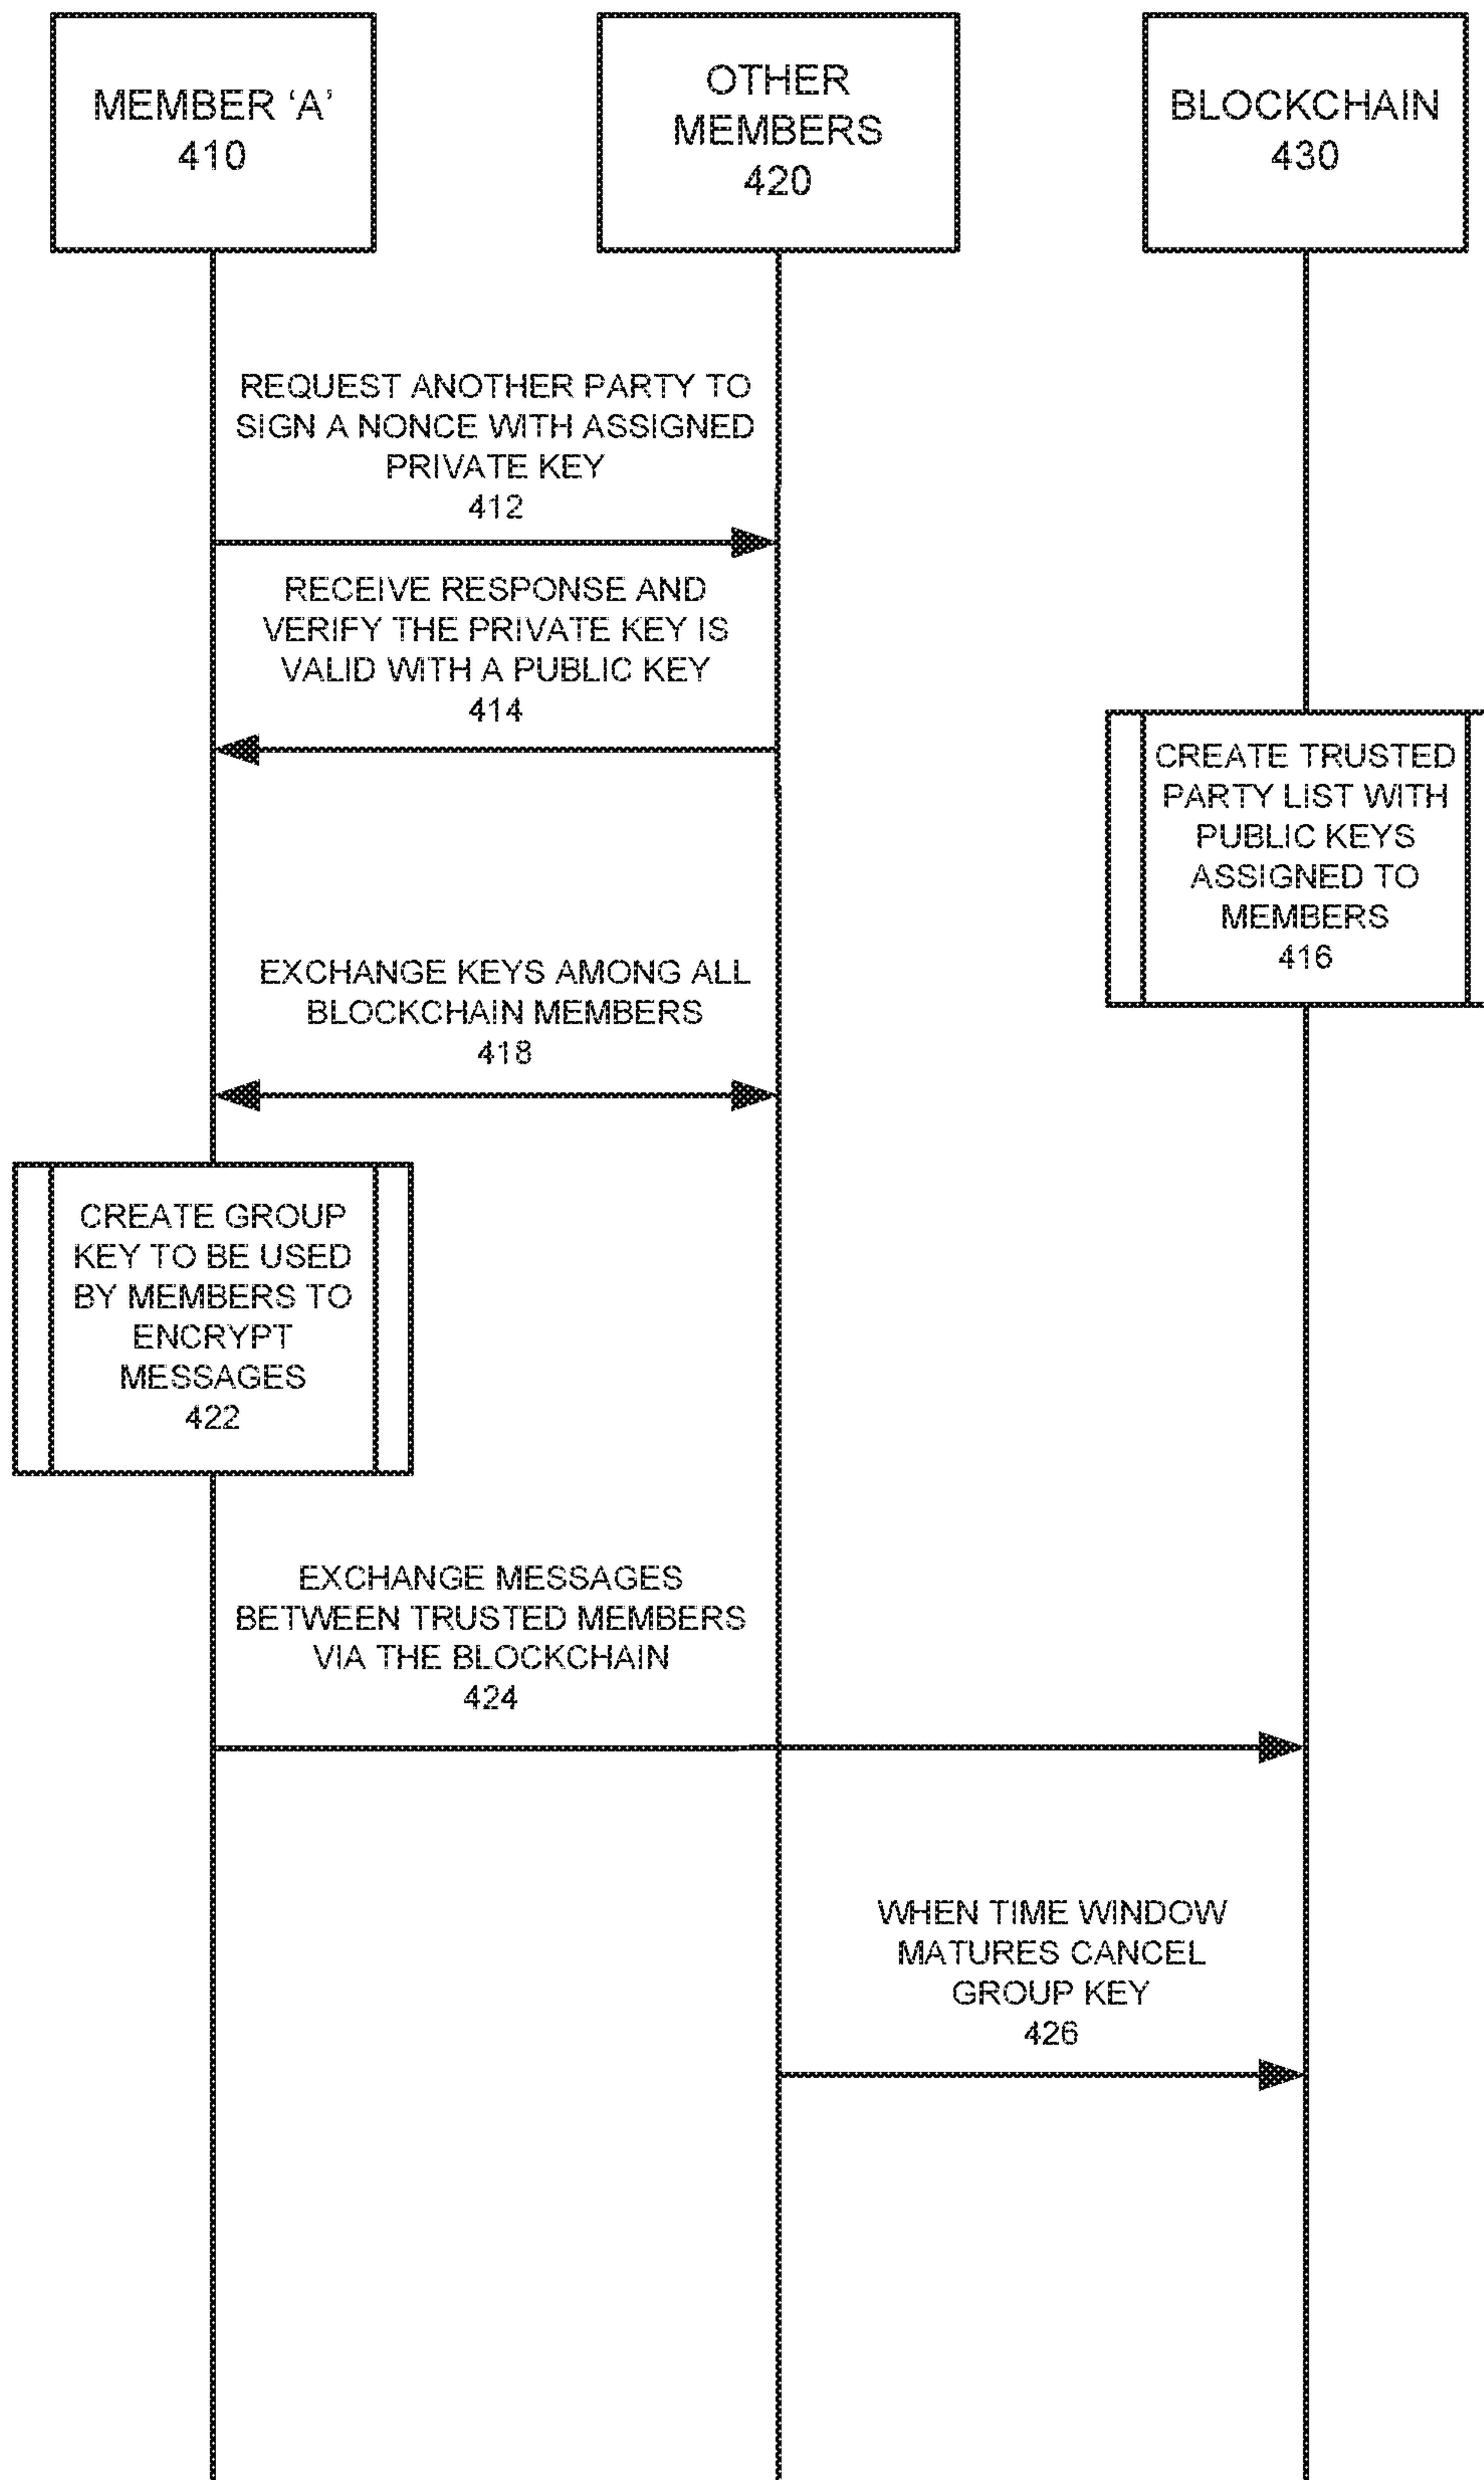 MEMBER ‘A’
410
OTHER
MEMBERS
420
BLOCKCHAIN
430
REQUEST ANOTHER PARTY TO
SIGN A NONCE WITH ASSIGNED
PRIVATE KEY
412
RECEIVE RESPONSE AND
VERIFY THE PRIVATE KEY IS
VALID WITH A PUBLIC KEY
414
CREATE TRUSTED
PARTY LIST WITH
PUBLIC KEYS
ASSIGNED TO
MEMBERS
416
EXCHANGE KEYS AMONG ALL
BLOCKCHAIN MEMBERS
418
CREATE GROUP
KEY TO BE USED
BY MEMBERS TO
ENCRYPT
MESSAGES
422
EXCHANGE MESSAGES
BETWEEN TRUSTED MEMBERS
VIA THE BLOCKCHAIN
424
WHEN TIME WINDOW
MATURES CANCEL
GROUP KEY
426